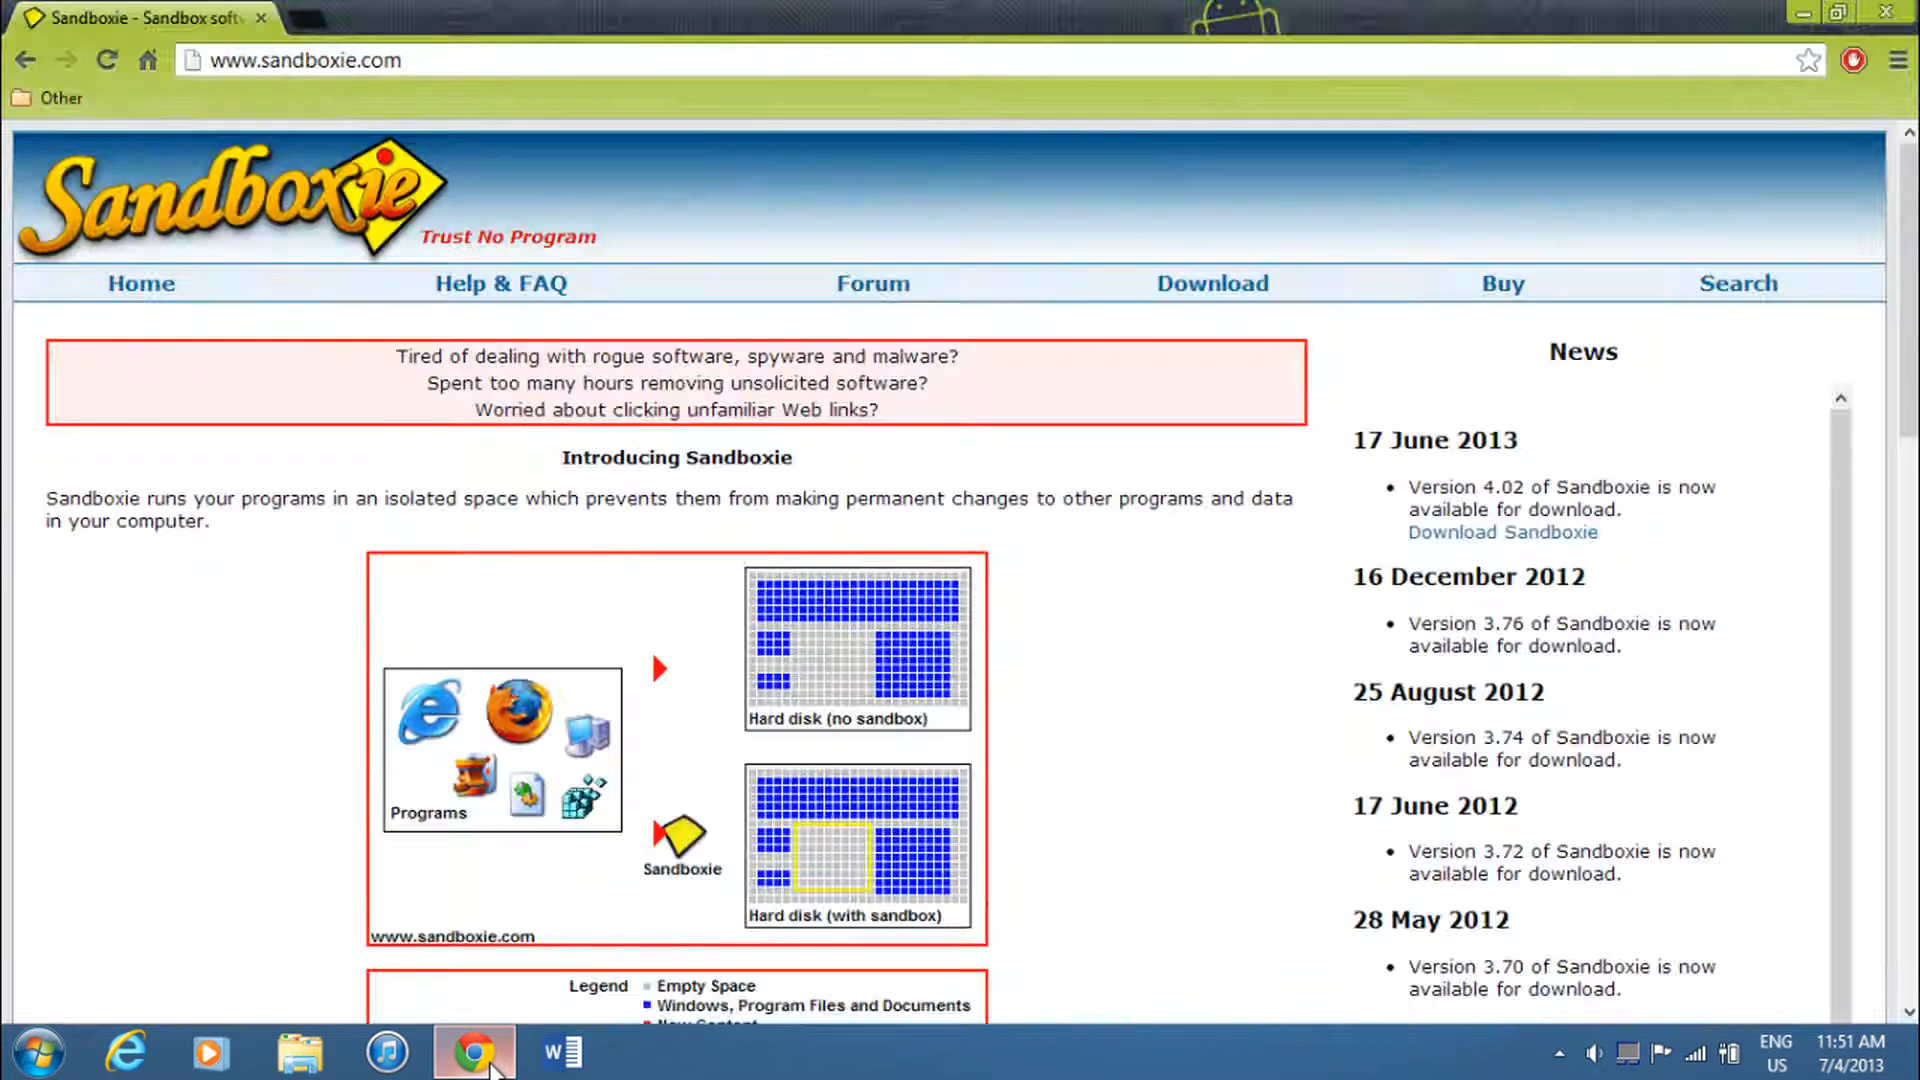 Sandboxie - Sandbox soft
www.sandboxie.com
Other
Sandboxie
Trust No Program
Home Help & FAQ Forum Download Buy Search
Tired of dealing with rogue software, spyware and malware?
Spent too many hours removing unsolicited software?
Worried about clicking unfamiliar Web links?
Introducing Sandboxie
Sandboxie runs your programs in an isolated space which prevents them from making permanent changes to other programs and data
in your computer.
Programs
Hard disk (no sandbox)
Sandboxie
Hard disk (with sandbox)
www.sandboxie.com
Legend
Empty Space
Windows, Program Files and Documents
New Content
News
17 June 2013
Version 4.02 of Sandboxie is now
available for download.
Download Sandboxie
16 December 2012
Version 3.76 of Sandboxie is now
available for download.
25 August 2012
Version 3.74 of Sandboxie is now
available for download.
17 June 2012
Version 3.72 of Sandboxie is now
available for download.
28 May 2012
Version 3.70 of Sandboxie is now
available for download.
ENG
US
11:51 AM
7/4/2013